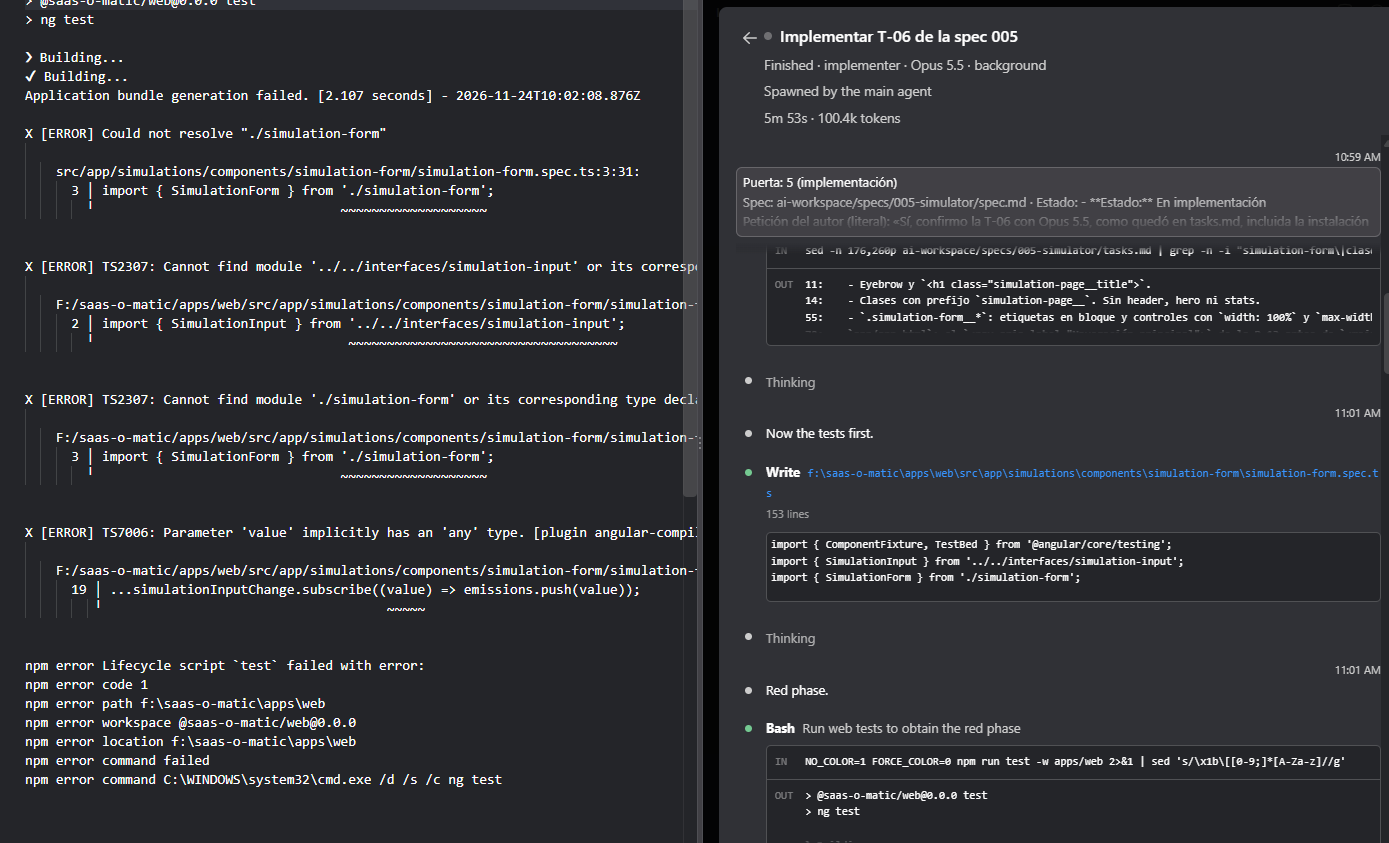 > @saas-o-matic/web@0.0.0 test
> ng test
❯ Building...
✔ Building...
Application bundle generation failed. [2.107 seconds] - 2026-11-24T10:02:08.876Z
X [ERROR] Could not resolve "./simulation-form"
src/app/simulations/components/simulation-form/simulation-form.spec.ts:3:31:
3 │ import { SimulationForm } from './simulation-form';
~~~~~~~~~~~~~~~~~~~
X [ERROR] TS2307: Cannot find module '../../interfaces/simulation-input' or its corresp
F:/saas-o-matic/apps/web/src/app/simulations/components/simulation-form/simulation-
2 │ import { SimulationInput } from '../../interfaces/simulation-input';
~~~~~~~~~~~~~~~~~~~~~~~~~~~~~~~~~~~
X [ERROR] TS2307: Cannot find module './simulation-form' or its corresponding type decl
F:/saas-o-matic/apps/web/src/app/simulations/components/simulation-form/simulation-
3 │ import { SimulationForm } from './simulation-form';
~~~~~~~~~~~~~~~~~~~
X [ERROR] TS7006: Parameter 'value' implicitly has an 'any' type. [plugin angular-compi
F:/saas-o-matic/apps/web/src/app/simulations/components/simulation-form/simulation-
19 │ ...simulationInputChange.subscribe((value) => emissions.push(value));
~~~~~
npm error Lifecycle script `test` failed with error:
npm error code 1
npm error path f:\saas-o-matic\apps\web
npm error workspace @saas-o-matic/web@0.0.0
npm error location f:\saas-o-matic\apps\web
npm error command failed
npm error command C:\WINDOWS\system32\cmd.exe /d /s /c ng test
← Implementar T-06 de la spec 005
Finished · implementer · Opus 5.5 · background
Spawned by the main agent
5m 53s · 100.4k tokens
10:59 AM
Puerta: 5 (implementación)
Spec: ai-workspace/specs/005-simulator/spec.md · Estado: - **Estado:** En implementación
Petición del autor (literal): «Sí, confirmo la T-06 con Opus 5.5, como quedó en tasks.md, incluida la instalación
IN sed -n 176,260p ai-workspace/specs/005-simulator/tasks.md | grep -n -i "simulation-form\|clase
OUT 11: - Eyebrow y `<h1 class="simulation-page__title">`.
14: - Clases con prefijo `simulation-page__`. Sin header, hero ni stats.
55: - `.simulation-form__*`: etiquetas en bloque y controles con `width: 100%` y `max-width
Thinking
11:01 AM
Now the tests first.
Write f:\saas-o-matic\apps\web\src\app\simulations\components\simulation-form\simulation-form.spec.t
s
153 lines
import { ComponentFixture, TestBed } from '@angular/core/testing';
import { SimulationInput } from '../../interfaces/simulation-input';
import { SimulationForm } from './simulation-form';
Thinking
11:01 AM
Red phase.
Bash Run web tests to obtain the red phase
IN NO_COLOR=1 FORCE_COLOR=0 npm run test -w apps/web 2>&1 | sed 's/\x1b\[[0-9;]*[A-Za-z]//g'
OUT > @saas-o-matic/web@0.0.0 test
> ng test